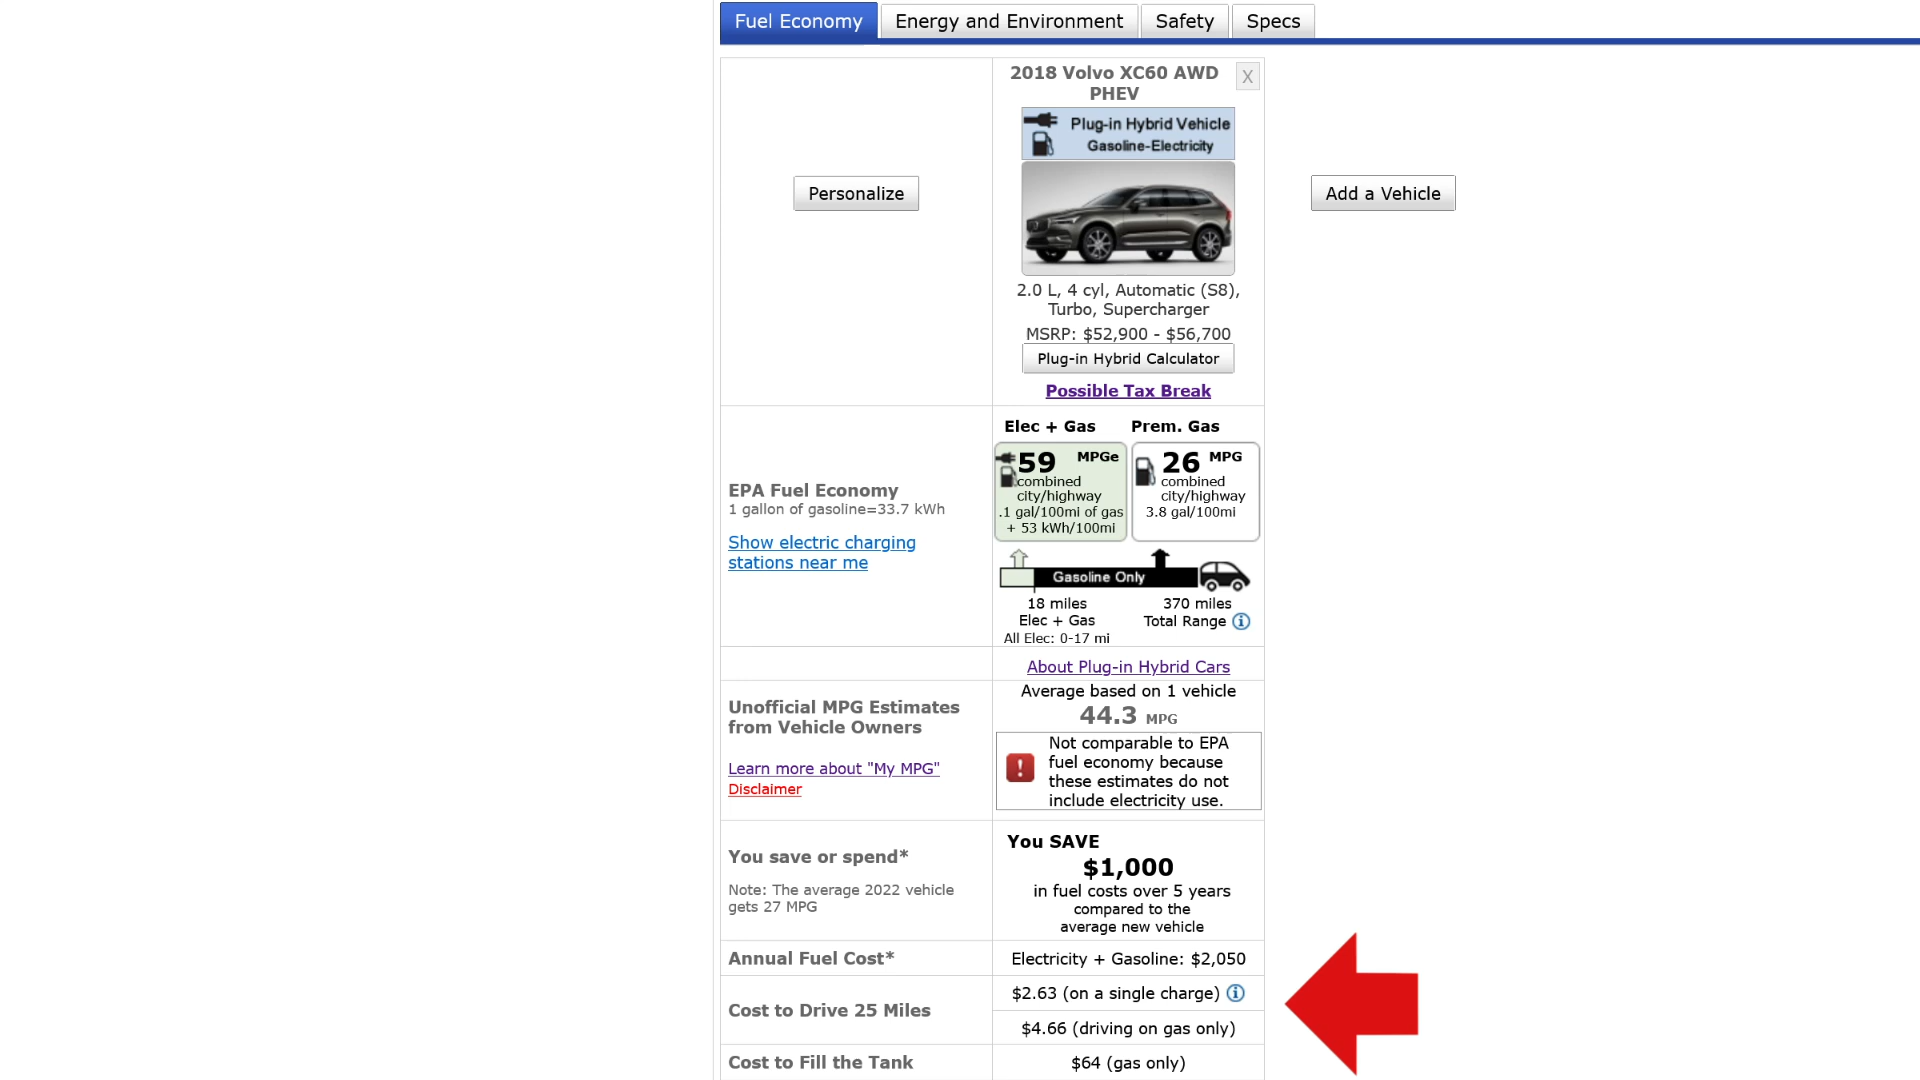 Fuel Economy
Energy and Environment
Safety
Specs
2018 Volvo XC60 AWD
PHEV
X
Plug-in Hybrid Vehicle
Gasoline-Electricity
Personalize
Add a Vehicle
2.0 L, 4 cyl, Automatic (S8),
Turbo, Supercharger
MSRP: $52,900 - $56,700
Plug-in Hybrid Calculator
Possible Tax Break
EPA Fuel Economy
1 gallon of gasoline=33.7 kWh
Show electric charging
stations near me
Elec + Gas
59 MPGe
combined
city/highway
.1 gal/100mi of gas
+ 53 kWh/100mi
Prem. Gas
26 MPG
combined
city/highway
3.8 gal/100mi
Gasoline Only
18 miles
Elec + Gas
All Elec: 0-17 mi
370 miles
Total Range
About Plug-in Hybrid Cars
Unofficial MPG Estimates
from Vehicle Owners
Learn more about "My MPG"
Disclaimer
Average based on 1 vehicle
44.3 MPG
Not comparable to EPA
fuel economy because
these estimates do not
include electricity use.
You save or spend*
Note: The average 2022 vehicle
gets 27 MPG
You SAVE
$1,000
in fuel costs over 5 years
compared to the
average new vehicle
Annual Fuel Cost*
Electricity + Gasoline: $2,050
Cost to Drive 25 Miles
$2.63 (on a single charge)
$4.66 (driving on gas only)
Cost to Fill the Tank
$64 (gas only)